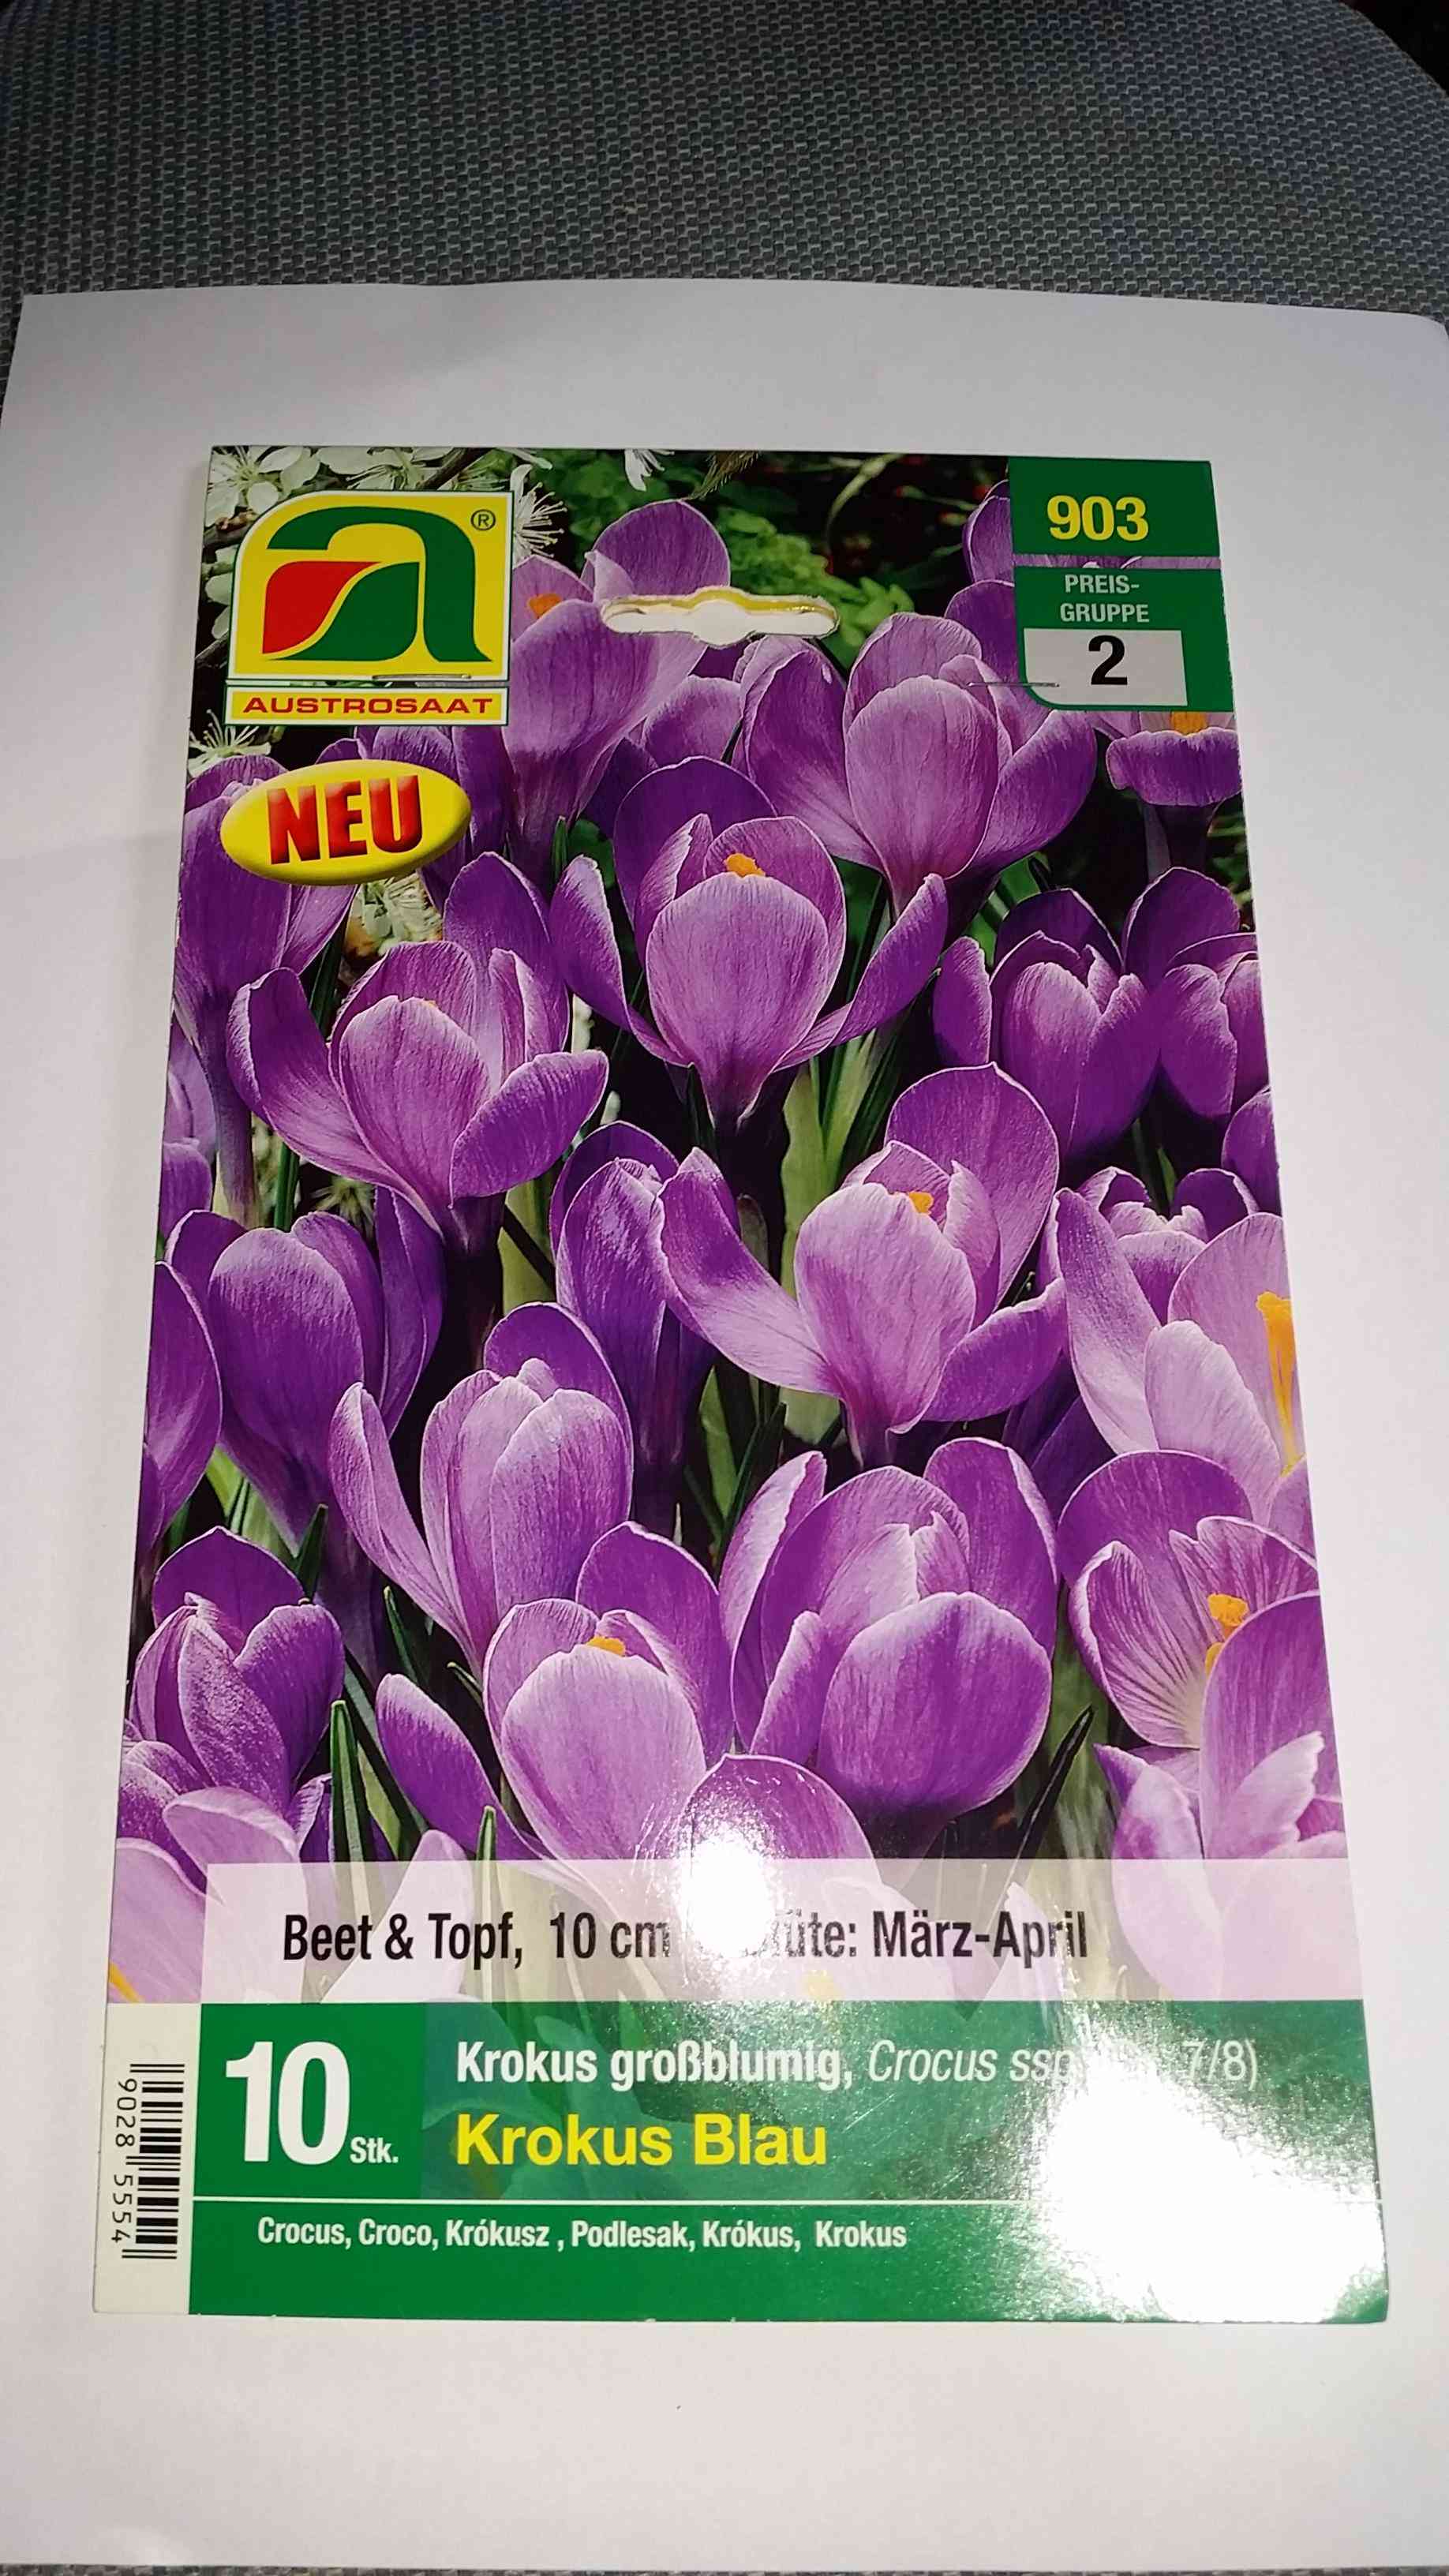 903
PREIS-
GRUPPE
2
®
AUSTROSAAT
NEU
Beet & Topf, 10 cm März-April
10 Stk.
Krokus großblumig, Crocus 7/8)
Krokus Blau
Crocus, Croco, Krókusz , Podlesak, Krókus, Krokus
9028 5554